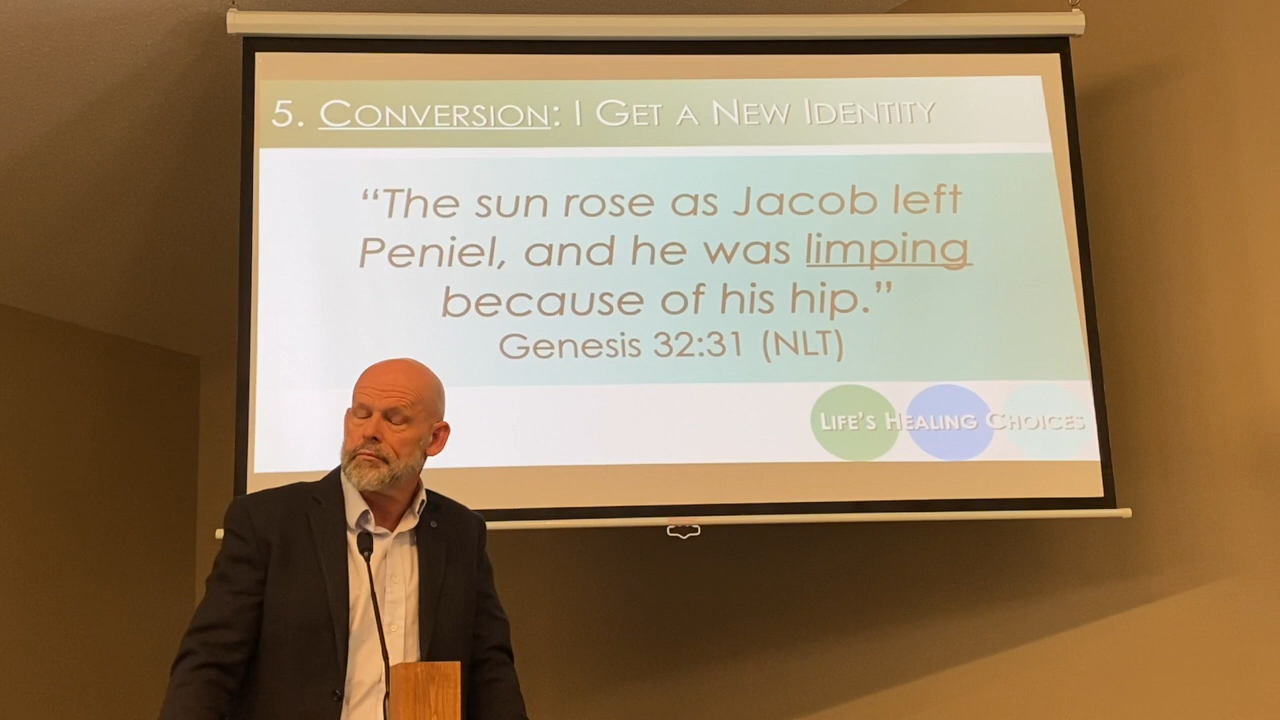 5. CONVERSION: I GET A NEW IDENTITY
“The sun rose as Jacob left
Peniel, and he was limping
because of his hip.”
Genesis 32:31 (NLT)
LIFE'S HEALING CHOICES